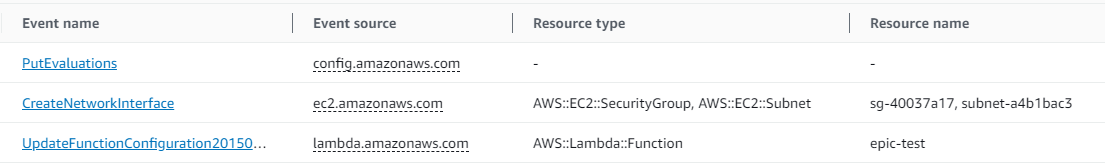 Event name Event source Resource type Resource name
PutEvaluations config.amazonaws.com - -
CreateNetworkInterface ec2.amazonaws.com AWS::EC2::SecurityGroup, AWS::EC2::Subnet sg-40037a17, subnet-a4b1bac3
UpdateFunctionConfiguration20150... lambda.amazonaws.com AWS::Lambda::Function epic-test